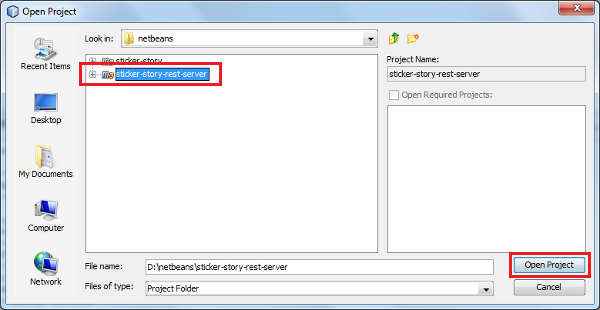 Open Project
Look in: netbeans
Recent Items
Desktop
My Documents
Computer
Network
sticker-story
sticker-story-rest-server
Project Name:
sticker-story-rest-server
Open Required Projects:
File name: D:\netbeans\sticker-story-rest-server
Files of type: Project Folder
Open Project
Cancel